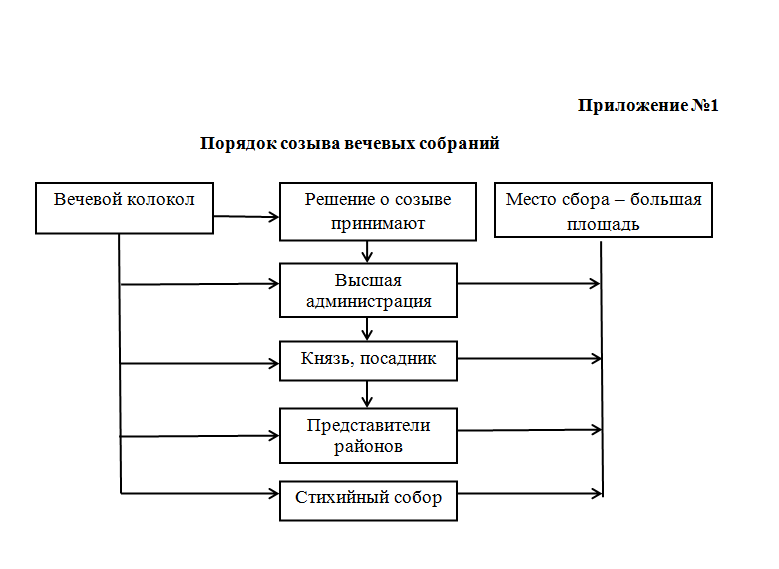 Приложение №1
Порядок созыва вечевых собраний
Вечевой колокол
Решение о созыве
принимают
Место сбора – большая
площадь
Высшая
администрация
Князь, посадник
Представители
районов
Стихийный собор